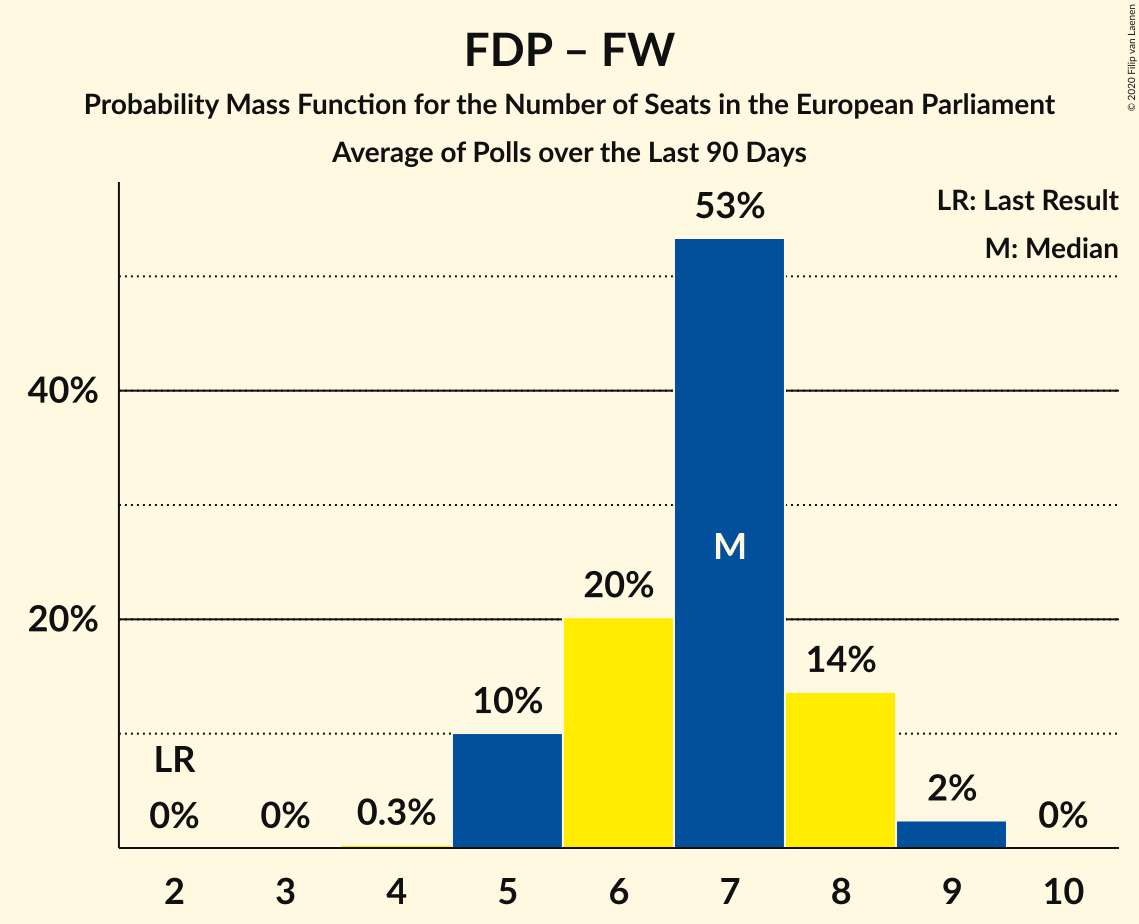 FDP – FW
Probability Mass Function for the Number of Seats in the European Parliament
Average of Polls over the Last 90 Days
© 2020 Filip van Laenen
LR: Last Result
M: Median
53%
40%
M
20%
20%
14%
10%
LR
2%
0%
0%
0.3%
0%
2
3
4
5
6
7
8
9
10